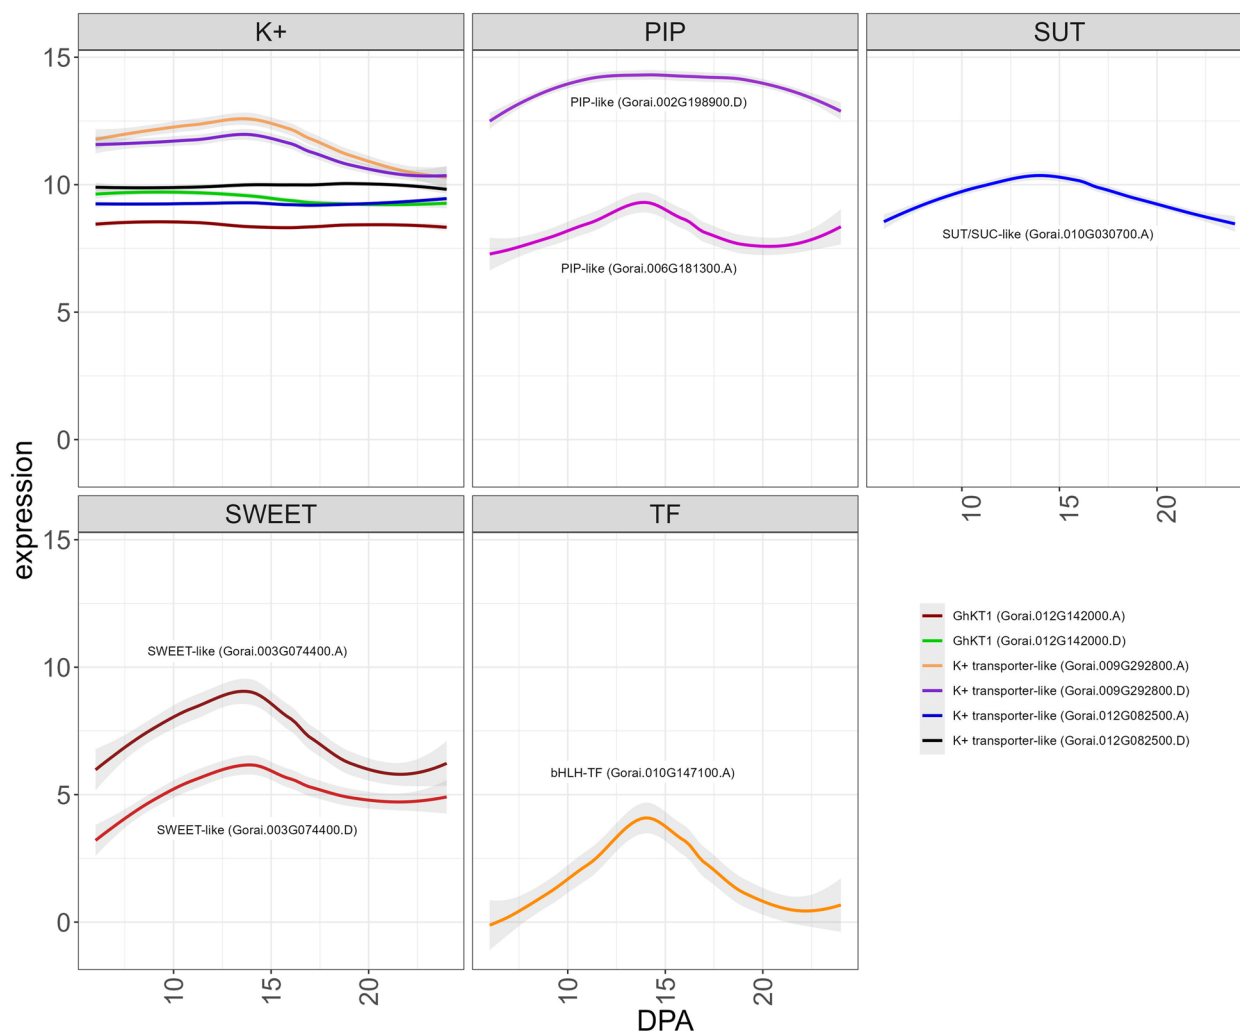 K+
PIP
SUT
15
10
5
0
PIP-like (Gorai.002G198900.D)
PIP-like (Gorai.006G181300.A)
SUT/SUC-like (Gorai.010G030700.A)
10
15
20
expression
SWEET
TF
15
10
5
0
SWEET-like (Gorai.003G074400.A)
SWEET-like (Gorai.003G074400.D)
bHLH-TF (Gorai.010G147100.A)
GhKT1 (Gorai.012G142000.A)
GhKT1 (Gorai.012G142000.D)
K+ transporter-like (Gorai.009G292800.A)
K+ transporter-like (Gorai.009G292800.D)
K+ transporter-like (Gorai.012G082500.A)
K+ transporter-like (Gorai.012G082500.D)
10
15
20
10
15
20
DPA